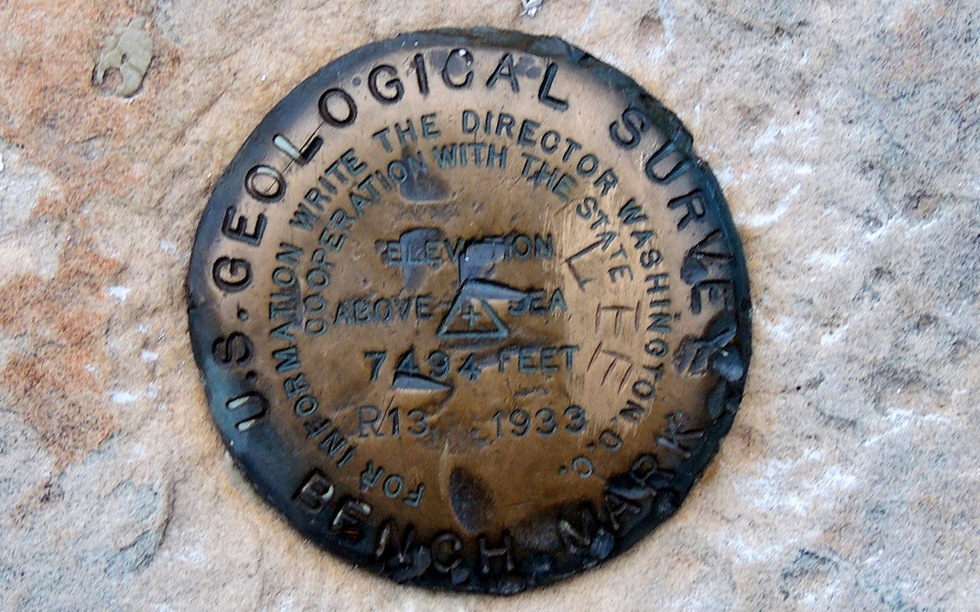 U.S. GEOLOGICAL SURVEY
FOR INFORMATION WRITE THE DIRECTOR WASHINGTON D.C.
COOPERATION WITH THE STATE
ELEVATION
ABOVE SEA
7494 FEET
R13 1933
BENCH MARK